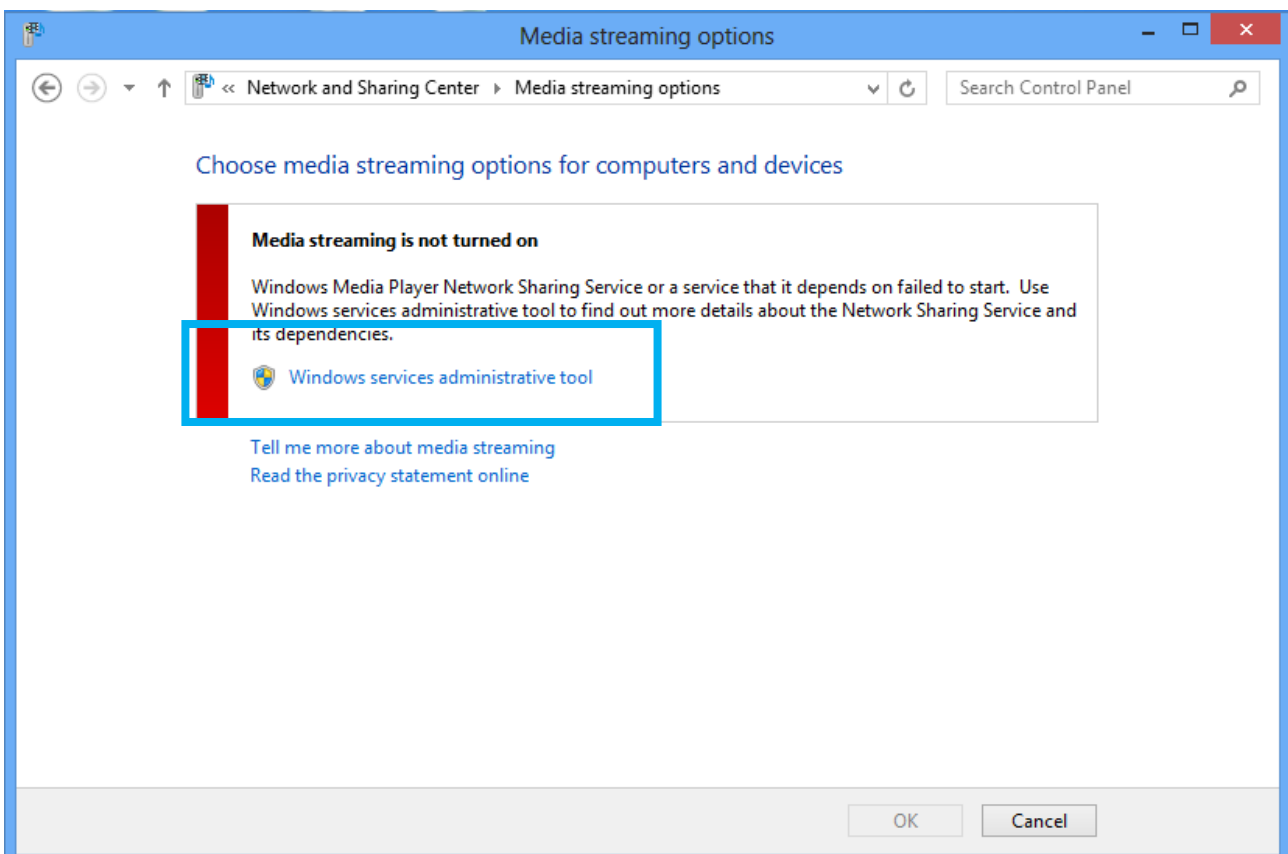 Media streaming options
« Network and Sharing Center ▸ Media streaming options
Search Control Panel
Choose media streaming options for computers and devices
Media streaming is not turned on
Windows Media Player Network Sharing Service or a service that it depends on failed to start.  Use
Windows services administrative tool to find out more details about the Network Sharing Service and
its dependencies.
Windows services administrative tool
Tell me more about media streaming
Read the privacy statement online
OK
Cancel